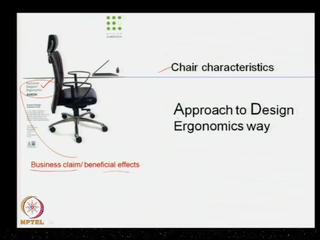 Chair characteristics
Approach to Design
Ergonomics way
Business claim/ beneficial effects
NPTEL